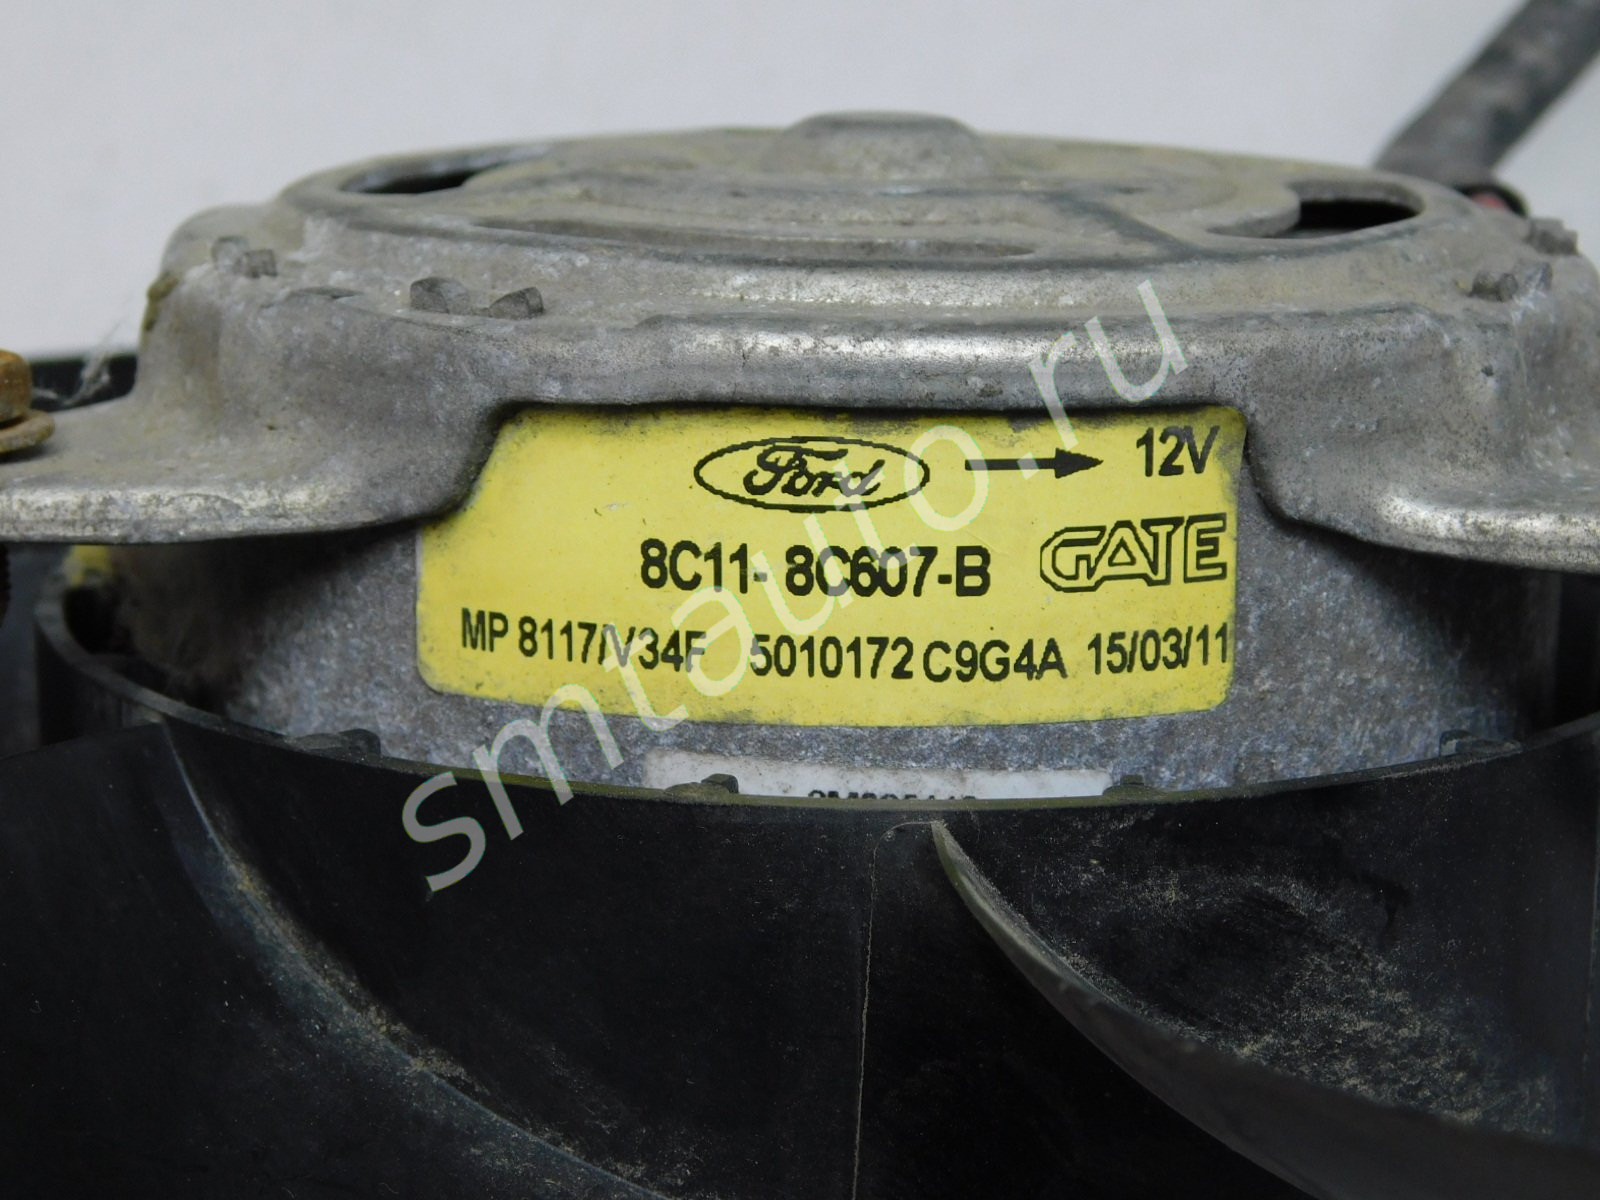 Ford 12V
8C11- 8C607-B GATE
MP 8117/V34F 5010172 C9G4A 15/03/11
smtauto.ru